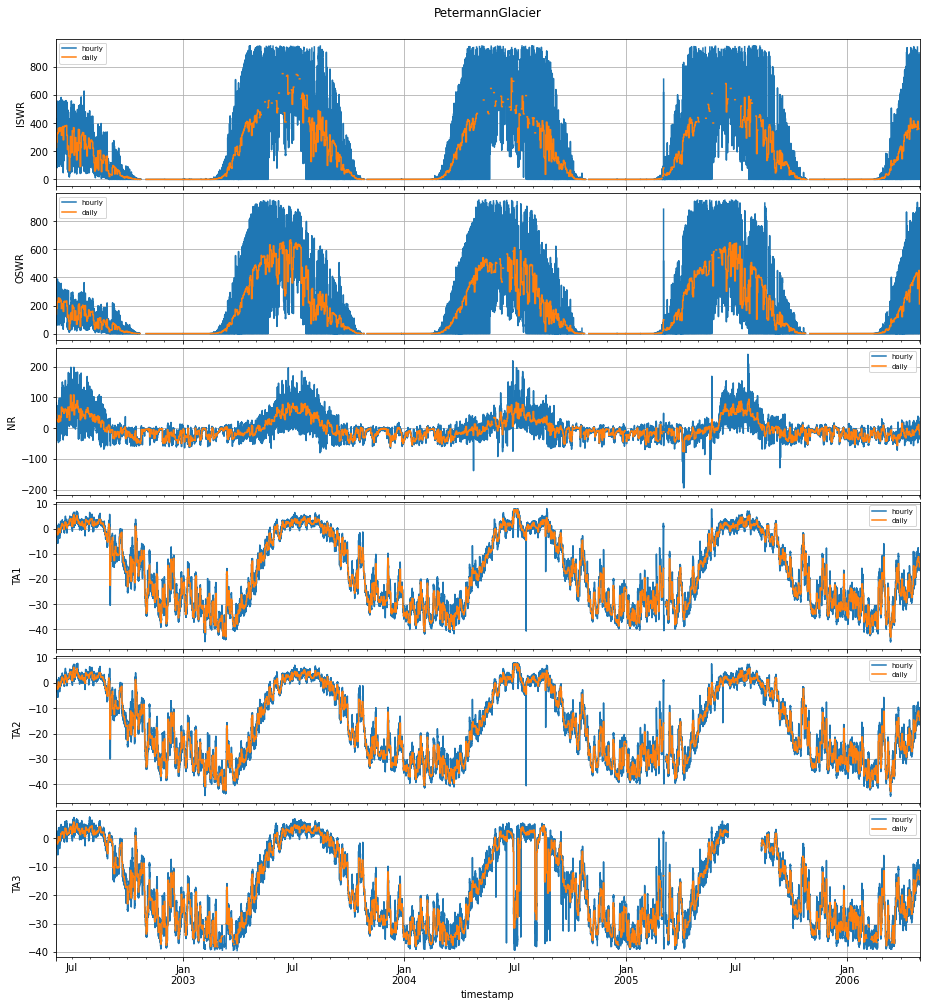 PetermannGlacier
hourly
daily
800
600
400
200
0
ISWR
hourly
daily
800
600
400
200
0
OSWR
hourly
daily
200
100
0
−100
−200
NR
hourly
daily
10
0
−10
−20
−30
−40
TA1
hourly
daily
10
0
−10
−20
−30
−40
TA2
hourly
daily
0
−10
−20
−30
−40
TA3
Jul Jan Jul Jan Jul Jan Jul Jan
2003 2004 2005 2006
timestamp